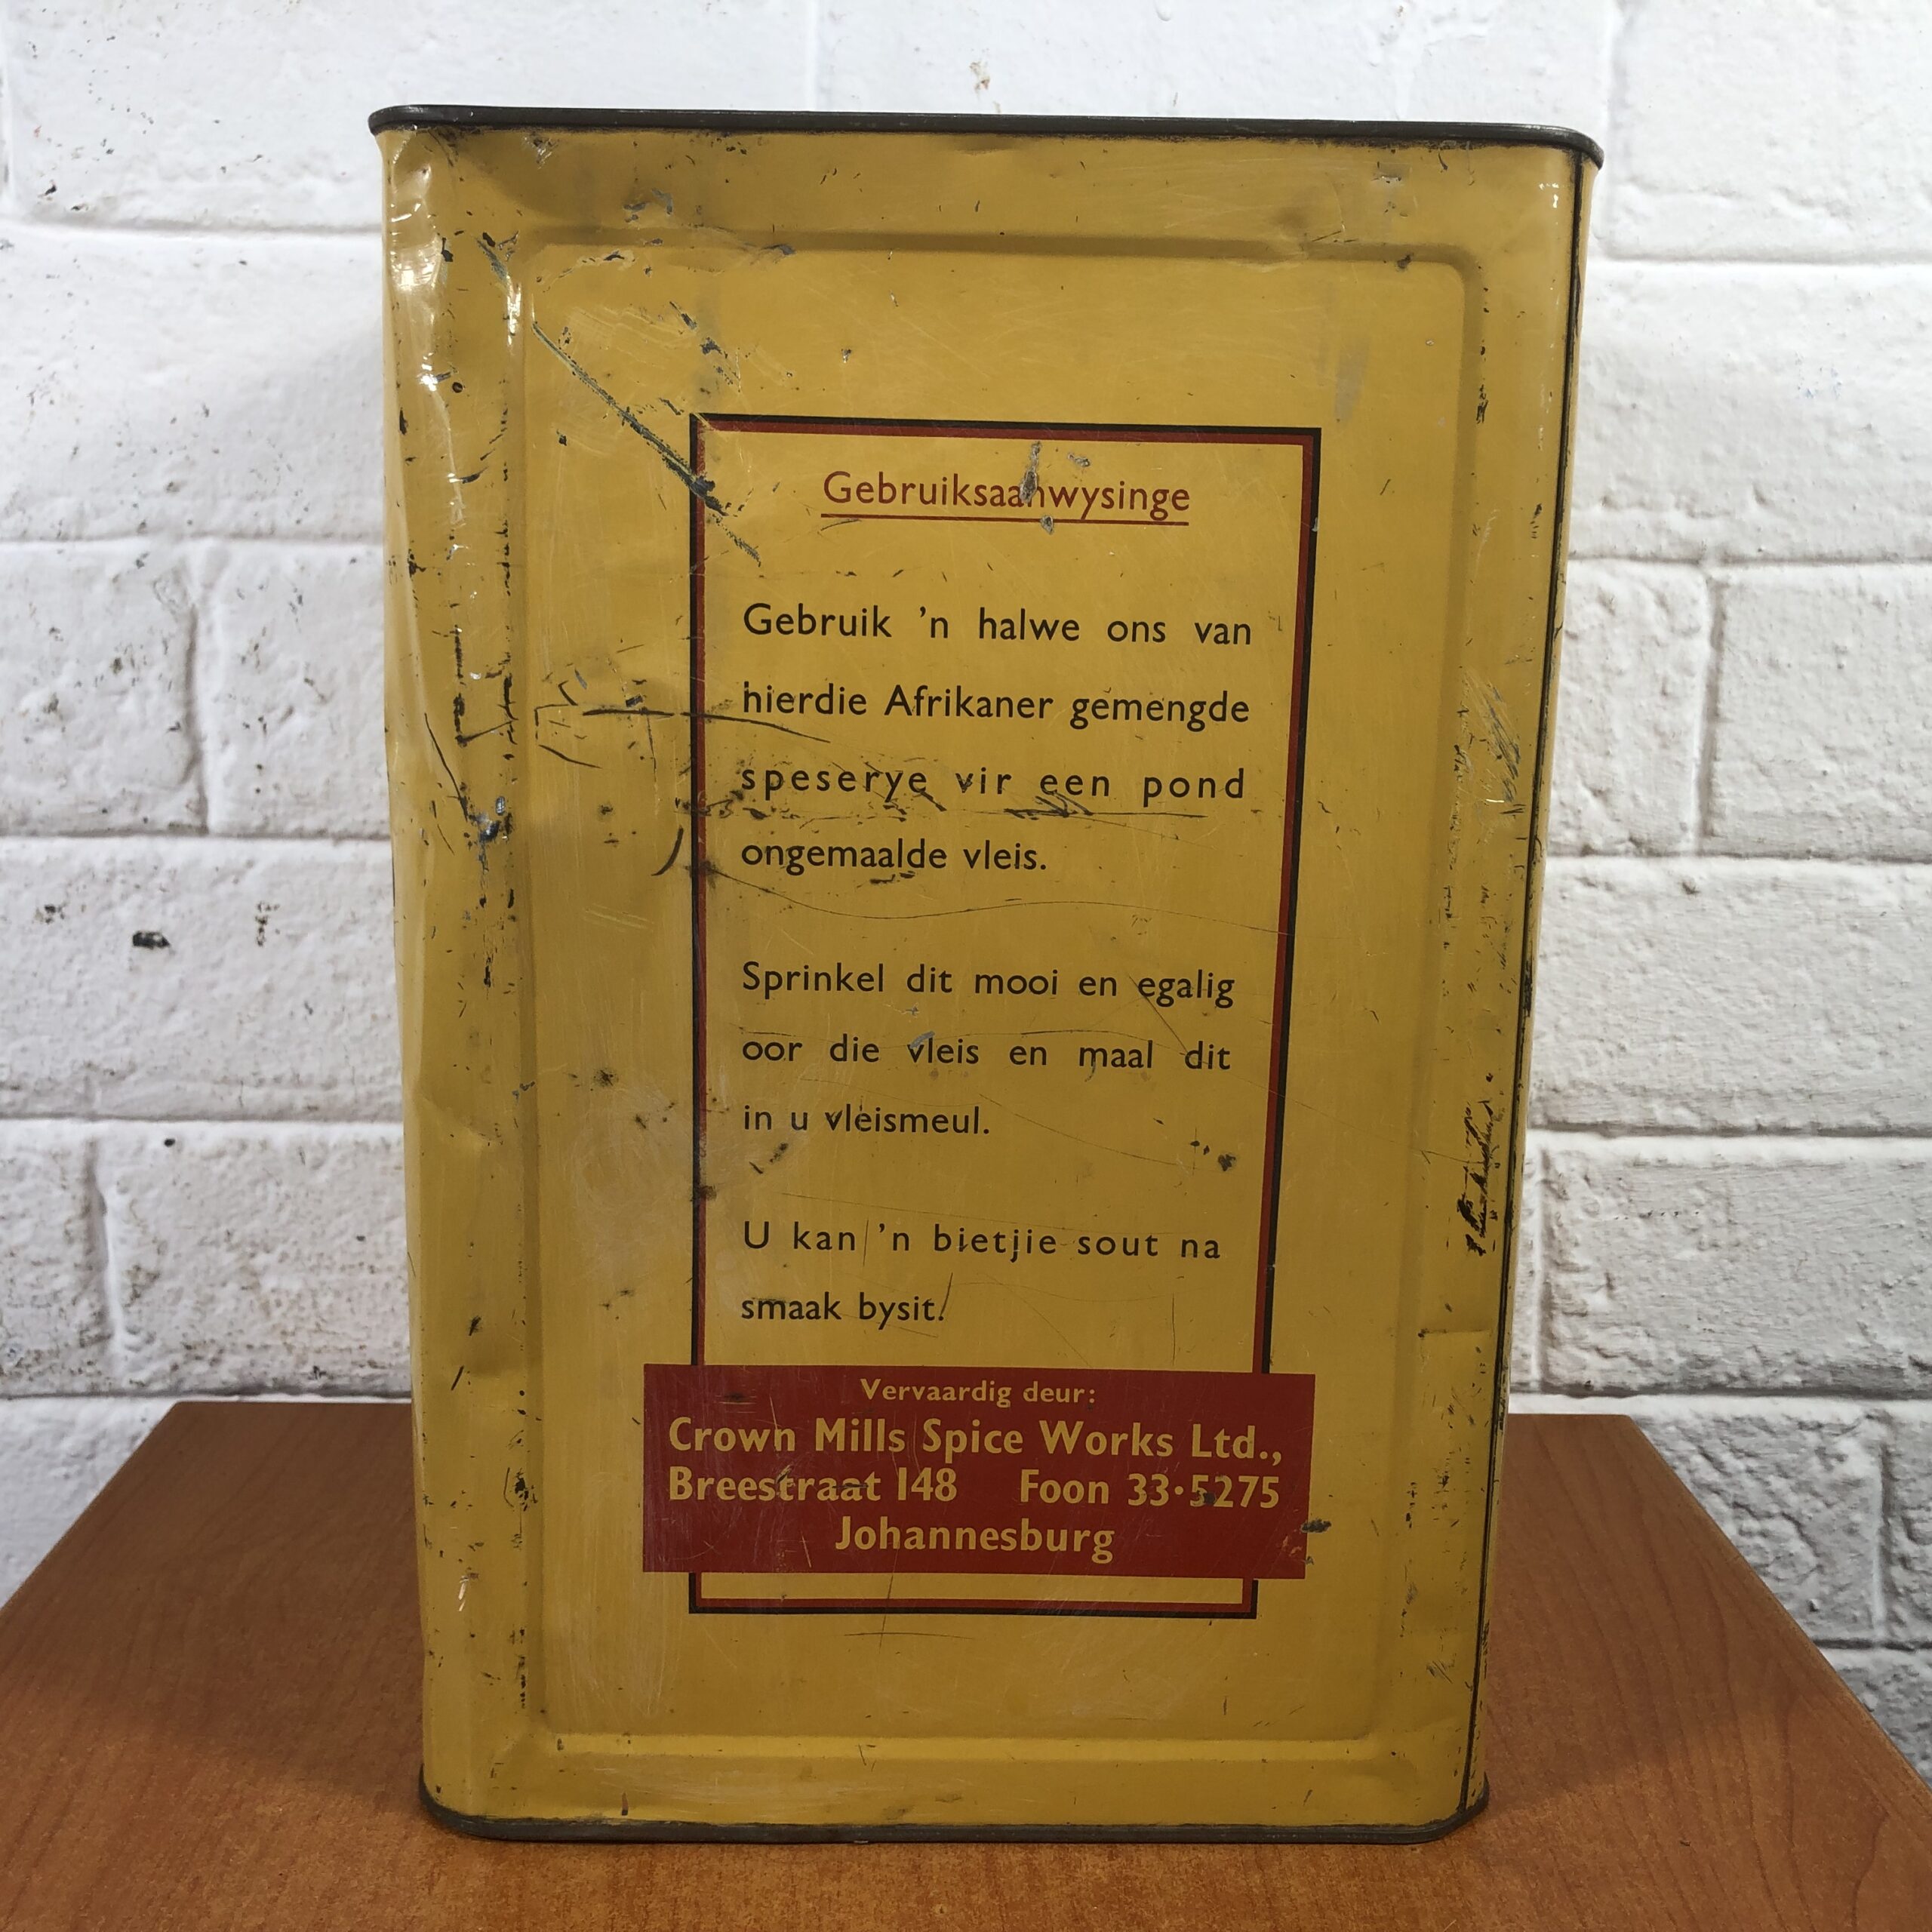 Gebruiksaanwysinge
Gebruik 'n halwe ons van
hierdie Afrikaner gemengde
speserye vir een pond
ongemaalde vleis.
Sprinkel dit mooi en egalig
oor die vleis en maal dit
in u vleismeul.
U kan 'n bietjie sout na
smaak bysit.
Vervaardig deur:
Crown Mills Spice Works Ltd.,
Breestraat 148 Foon 33·5275
Johannesburg